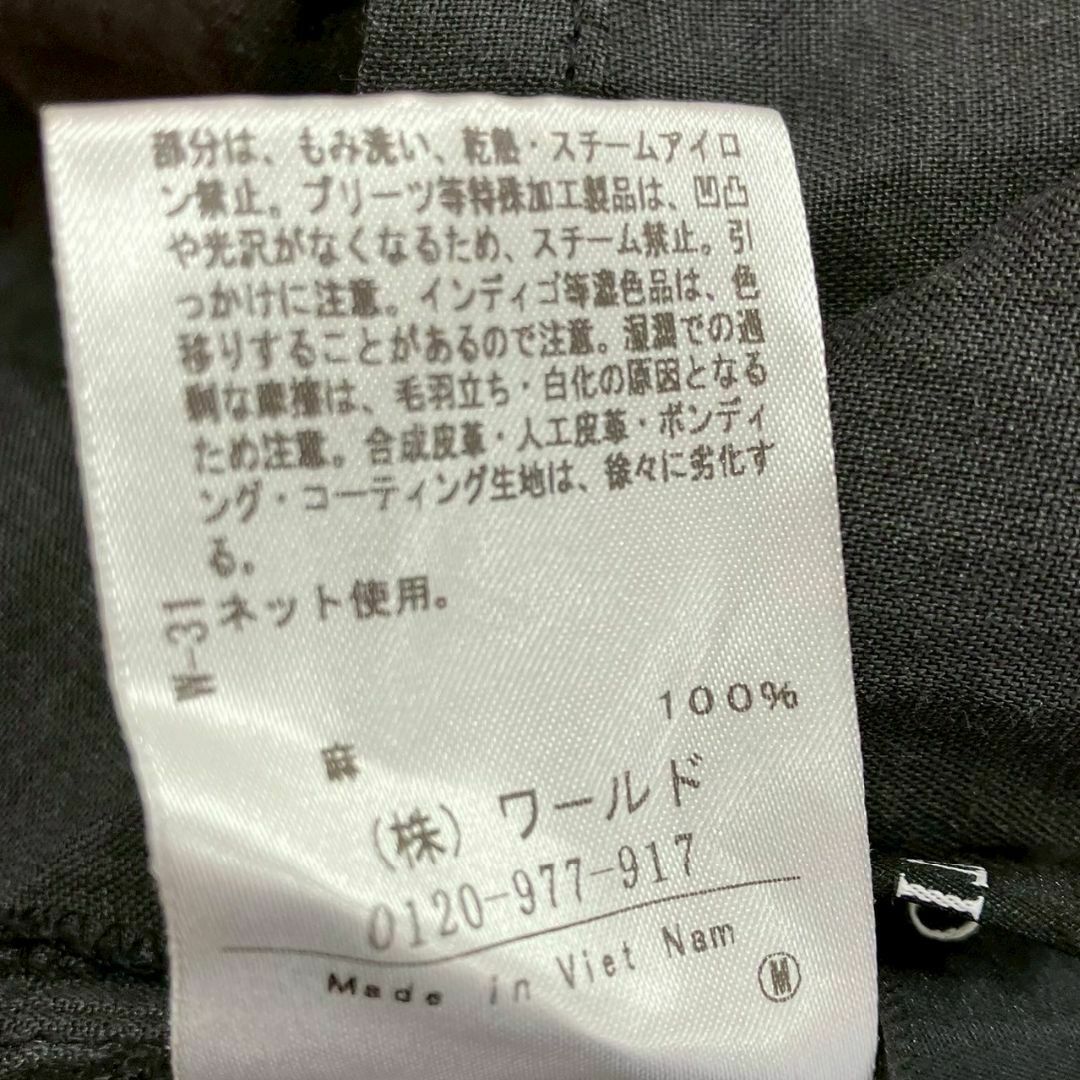 部分は、もみ洗い、乾熱・スチームアイロ
ン禁止。プリーツ等特殊加工製品は、凹凸
や光沢がなくなるため、スチーム禁止。引
っかけに注意。インディゴ等濃色品は、色
移りすることがあるので注意。湿潤での過
剰な摩擦は、毛羽立ち・白化の原因となる
ため注意。合成皮革・人工皮革・ボンディ
ング・コーティング生地は、徐々に劣化す
る。
ネット使用。
W-31
100%
麻
(株) ワールド
0120-977-917
Made in Viet Nam
M